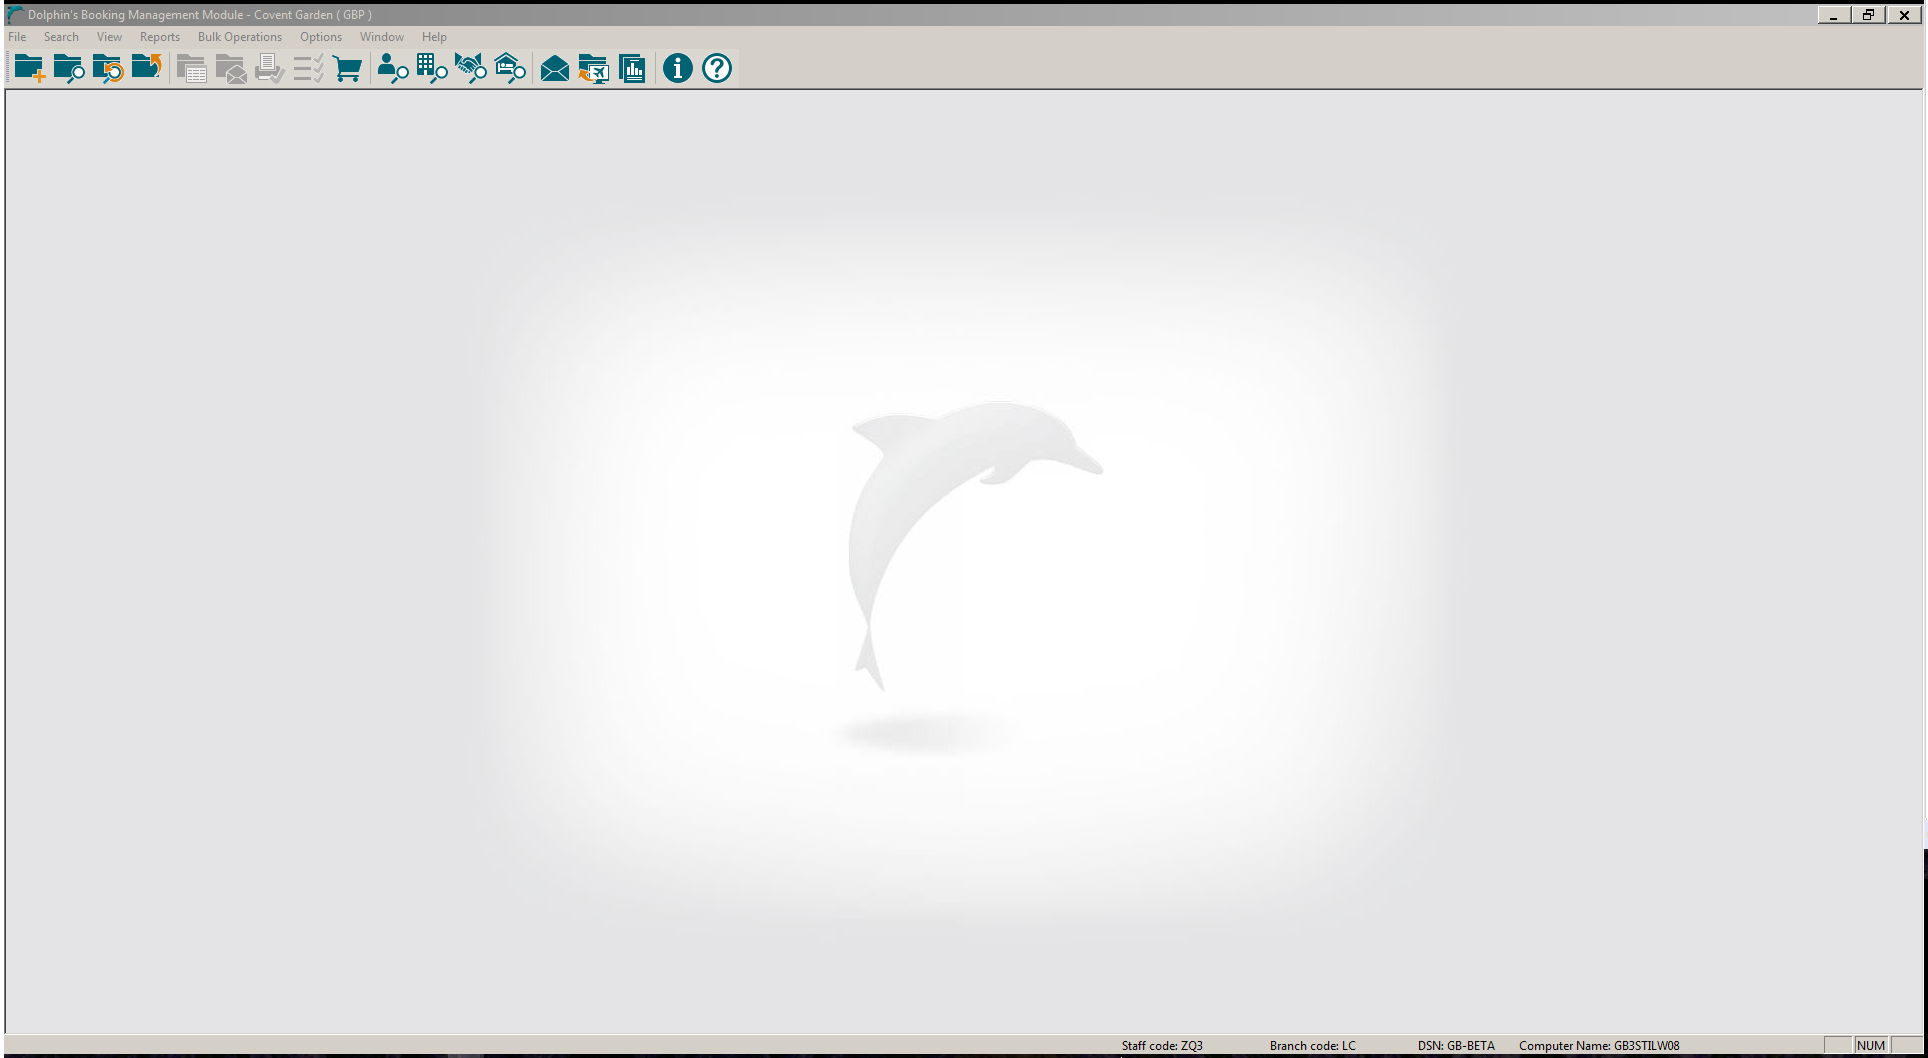 Dolphin's Booking Management Module - Covent Garden ( GBP )
File Search View Reports Bulk Operations Options Window Help
Staff code: ZQ3 Branch code: LC DSN: GB-BETA Computer Name: GB3STILW08 NUM